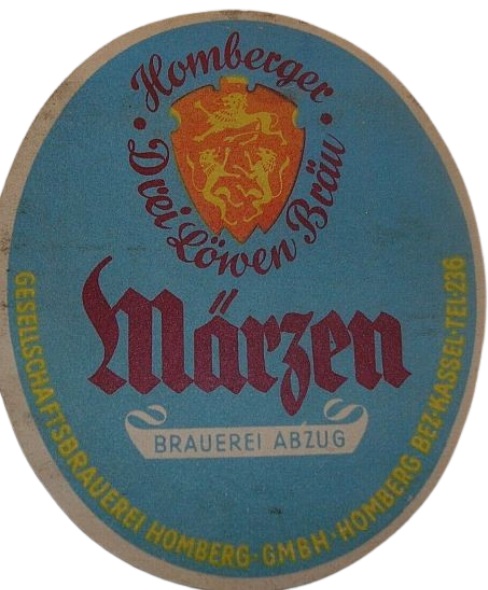 • Homberger •
Drei Löwen Bräu
Märzen
BRAUEREI ABZUG
GESELLSCHAFTSBRAUEREI HOMBERG·GMBH·HOMBERG BEZ·KASSEL·TEL·236